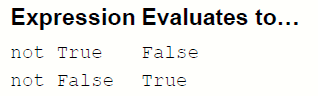 Expression Evaluates to…
not True False
not False True